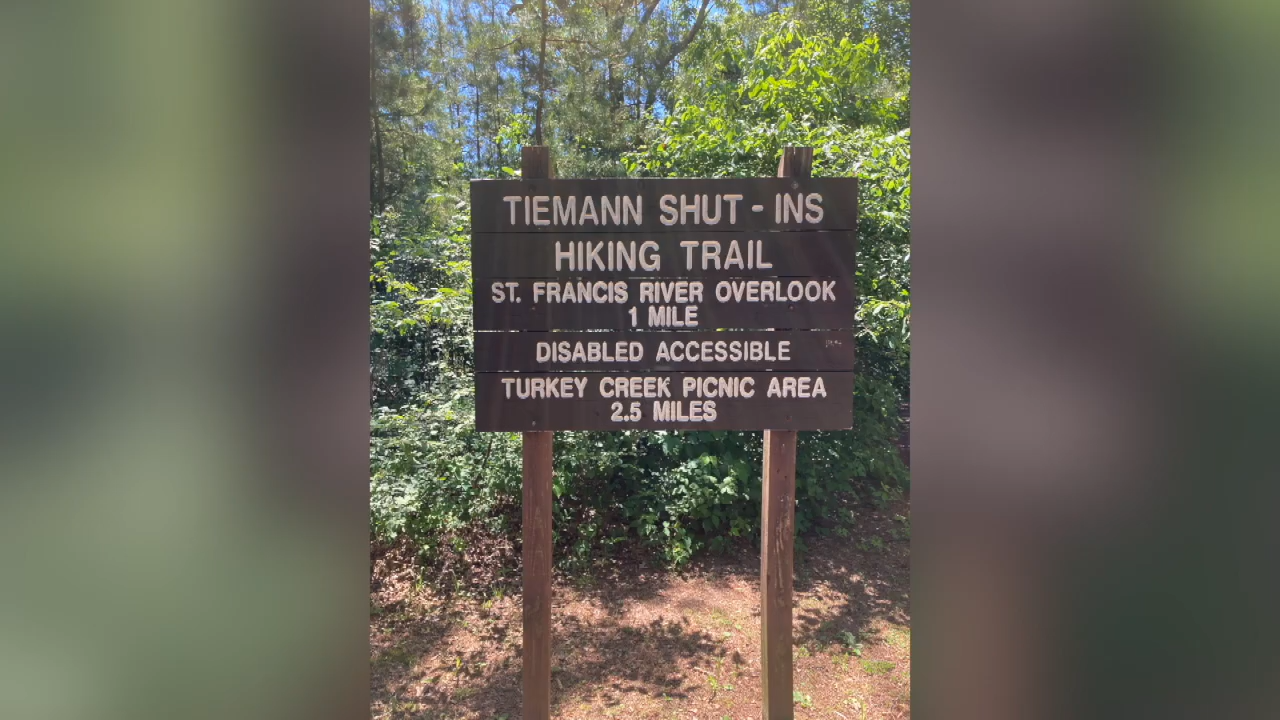 TIEMANN SHUT - INS
HIKING TRAIL
ST. FRANCIS RIVER OVERLOOK
1 MILE
DISABLED ACCESSIBLE
TURKEY CREEK PICNIC AREA
2.5 MILES